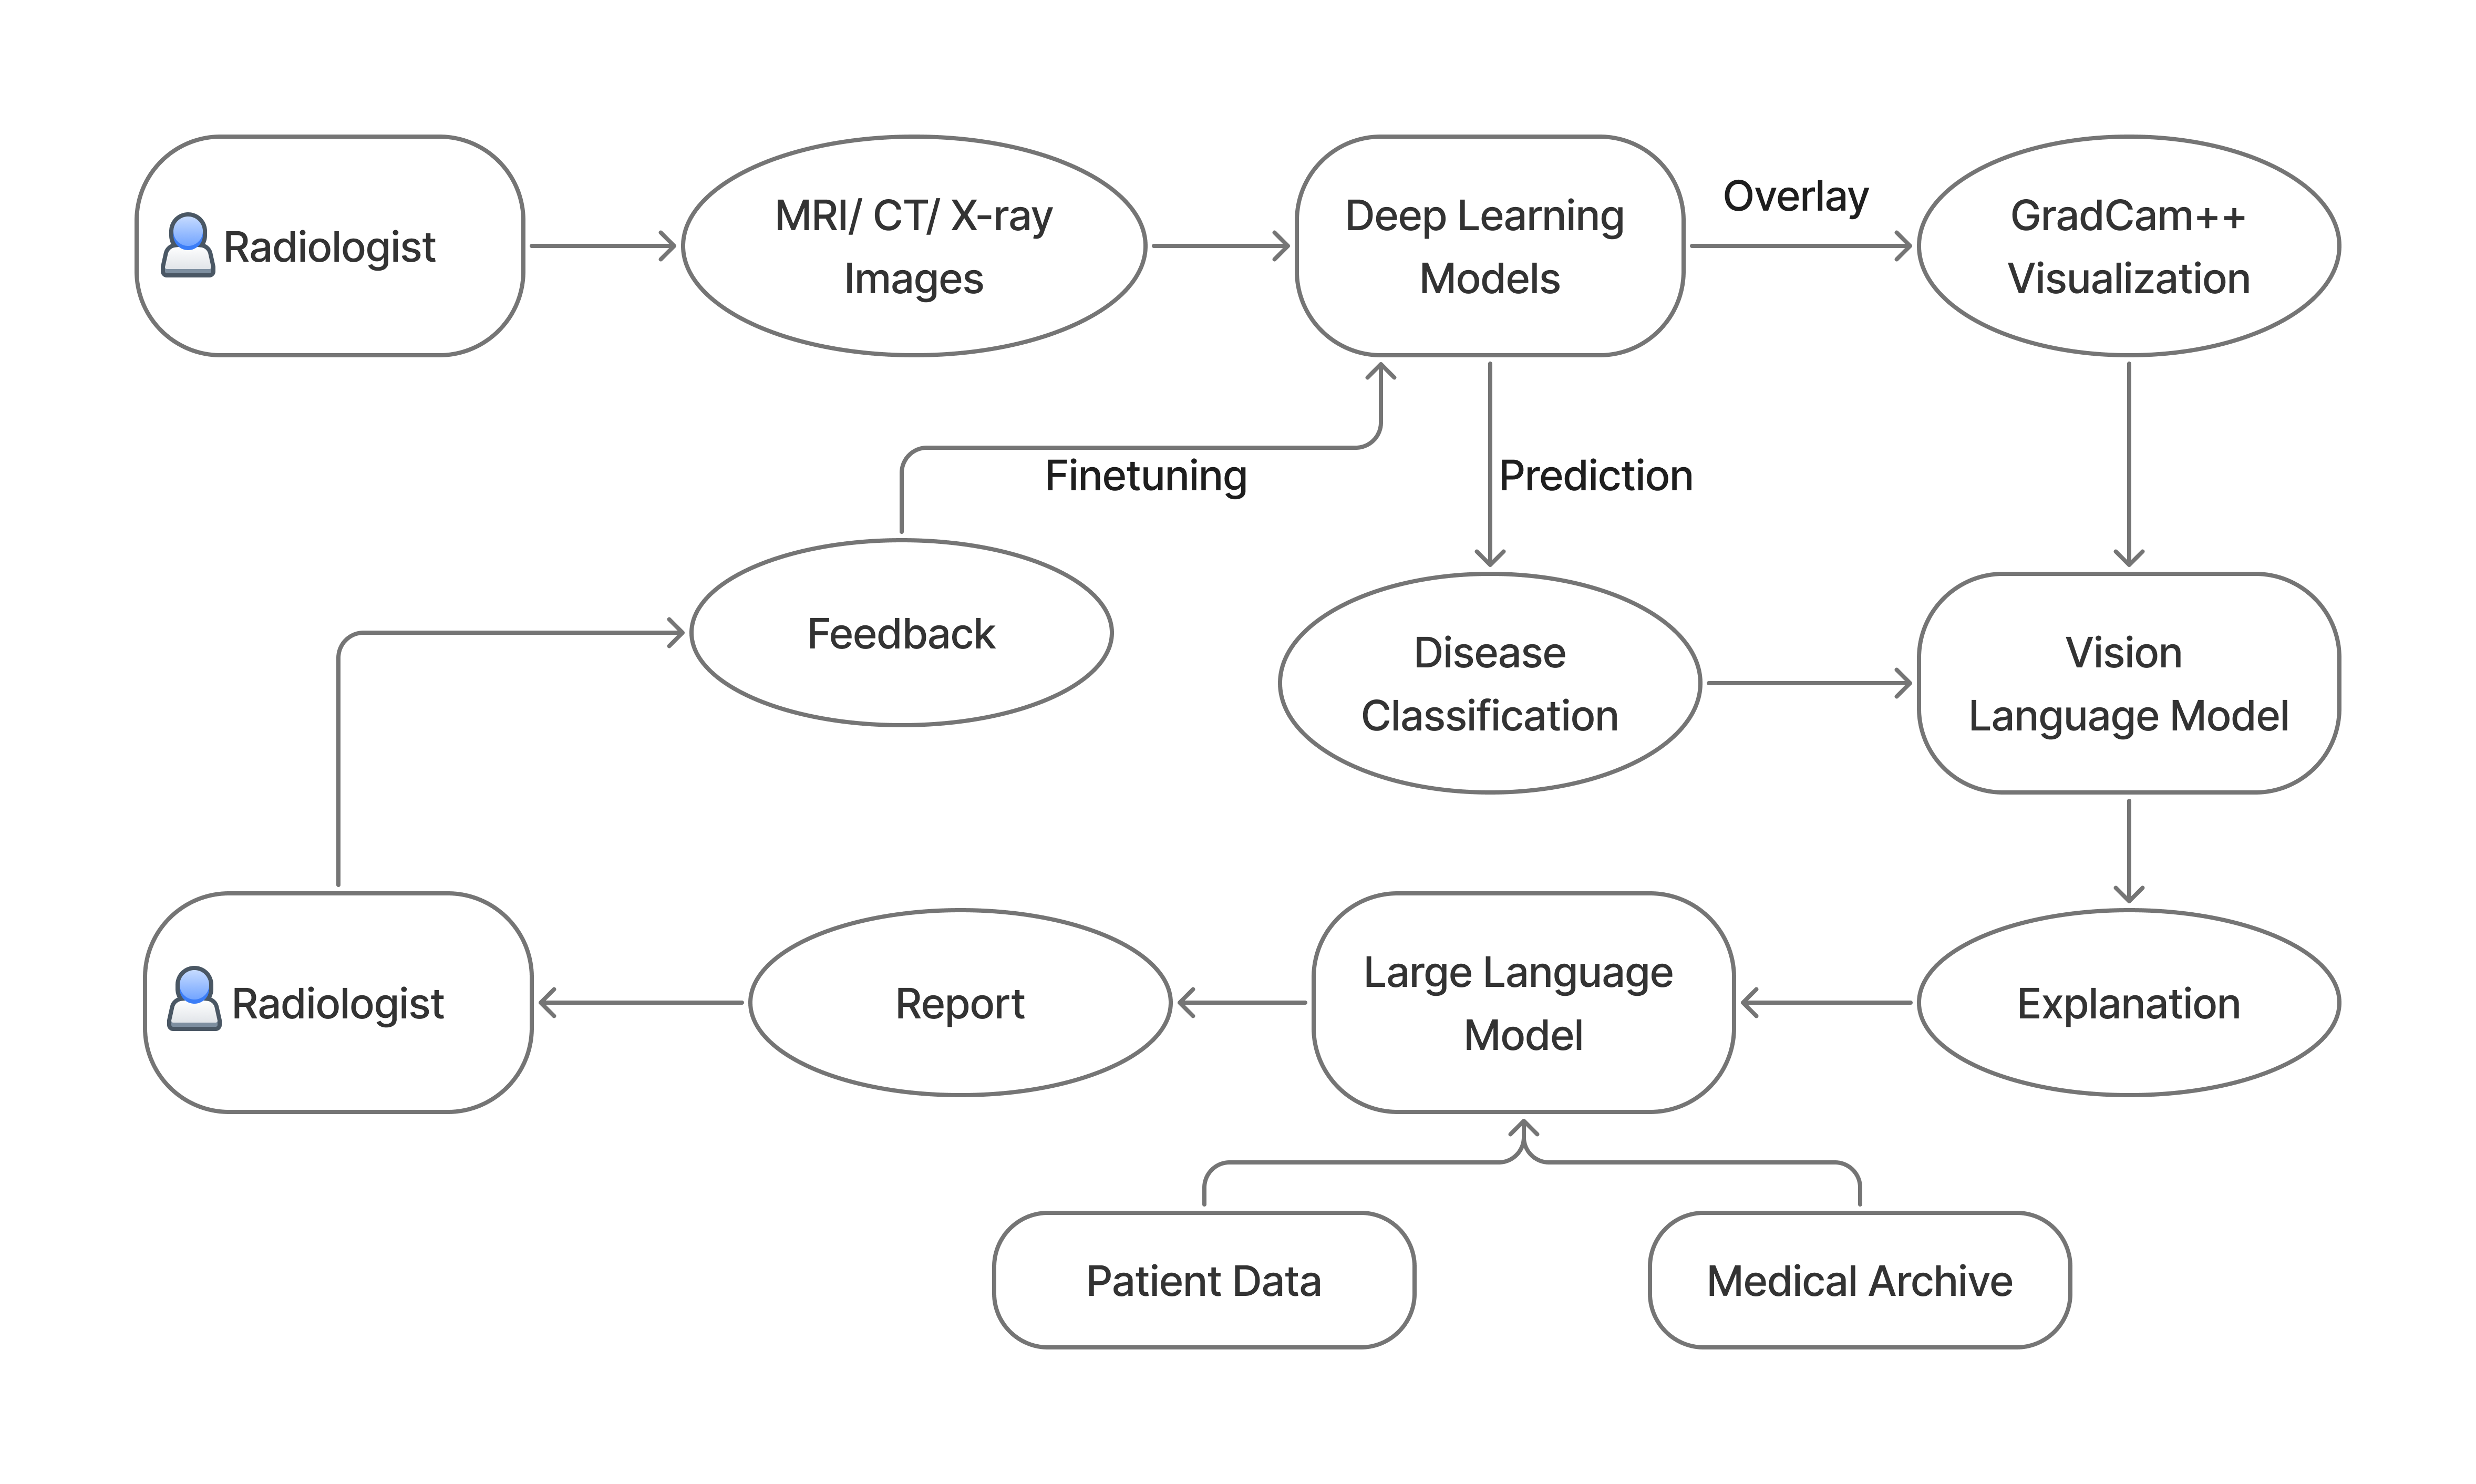 Radiologist
MRI/ CT/ X-ray
Images
Deep Learning
Models
Overlay
GradCam++
Visualization
Finetuning
Prediction
Feedback
Disease
Classification
Vision
Language Model
Radiologist
Report
Large Language
Model
Explanation
Patient Data
Medical Archive